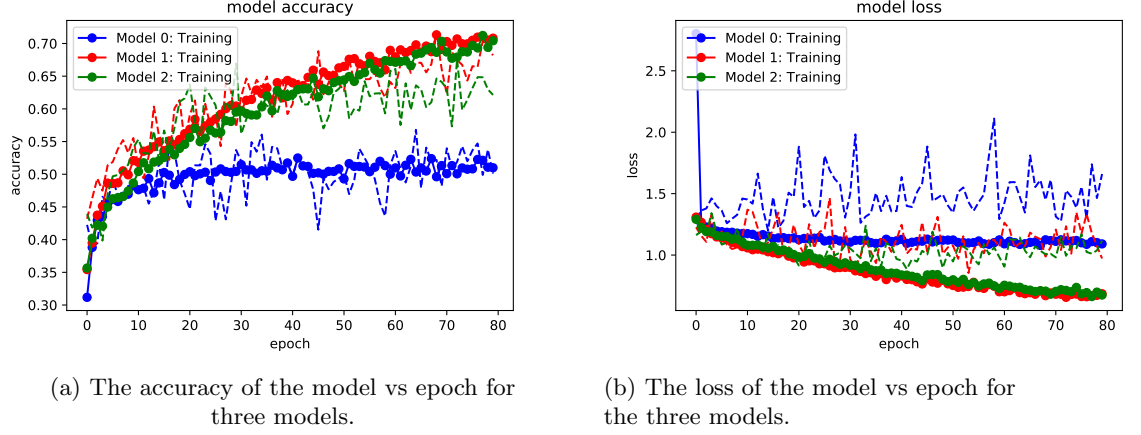 model accuracy
0.70
0.65
0.60
0.55
0.50
0.45
0.40
0.35
0.30
accuracy
Model 0: Training
Model 1: Training
Model 2: Training
0
10
20
30
40
50
60
70
80
epoch
(a) The accuracy of the model vs epoch for
three models.
model loss
2.5
2.0
1.5
1.0
loss
Model 0: Training
Model 1: Training
Model 2: Training
0
10
20
30
40
50
60
70
80
epoch
(b) The loss of the model vs epoch for
the three models.